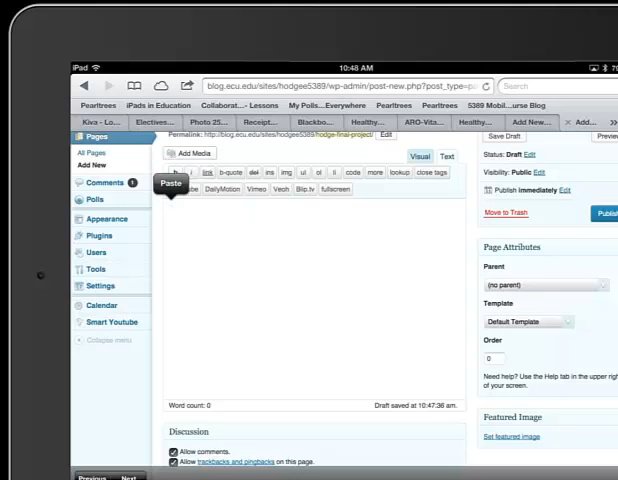 iPad
10:48 AM
79
blog.ecu.edu/sites/hodgee5389/wp-admin/post-new.php?post_type=pa
Search
Pearltrees iPads in Education Collaborat...- Lessons My Polls...Everywhere Pearltrees Pearltrees 5389 Mobil...urse Blog
Kiva - Lo... Electives... Photo 25... Receipt... Blackbo... Healthy... ARO-Vita... Healthy... Add New... Add...
Pages
All Pages
Add New
Comments 1
Polls
Appearance
Plugins
Users
Tools
Settings
Calendar
Smart Youtube
Collapse menu
Permalink: http://blog.ecu.edu/sites/hodgee5389/hodge-final-project/ Edit
Add Media
Visual Text
b i link b-quote del ins img ul ol li code more lookup close tags
Paste
DailyMotion Vimeo Veoh Blip.tv fullscreen
Word count: 0
Draft saved at 10:47:36 am.
Discussion
Allow comments.
Allow trackbacks and pingbacks on this page.
Save Draft
Preview
Status: Draft Edit
Visibility: Public Edit
Publish immediately Edit
Move to Trash
Publish
Page Attributes
Parent
(no parent)
Template
Default Template
Order
0
Need help? Use the Help tab in the upper righ
of your screen.
Featured Image
Set featured image
Previous Next